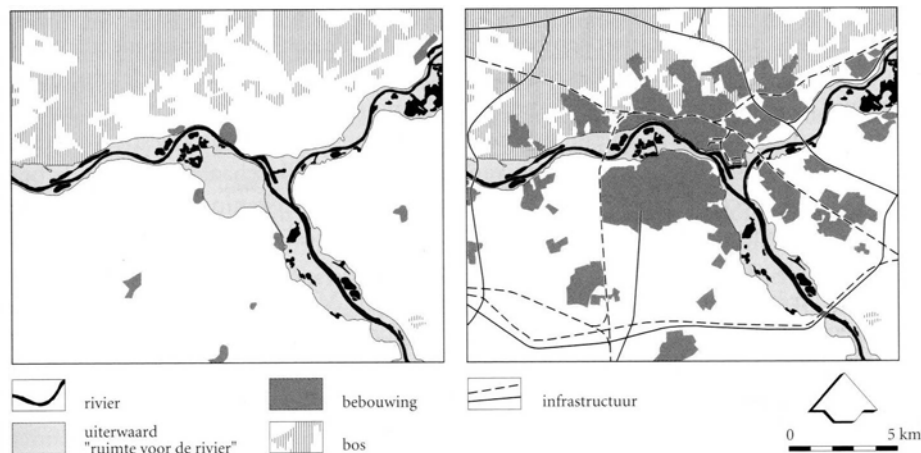 rivier
uiterwaard
"ruimte voor de rivier"
bebouwing
bos
infrastructuur
0 5 km